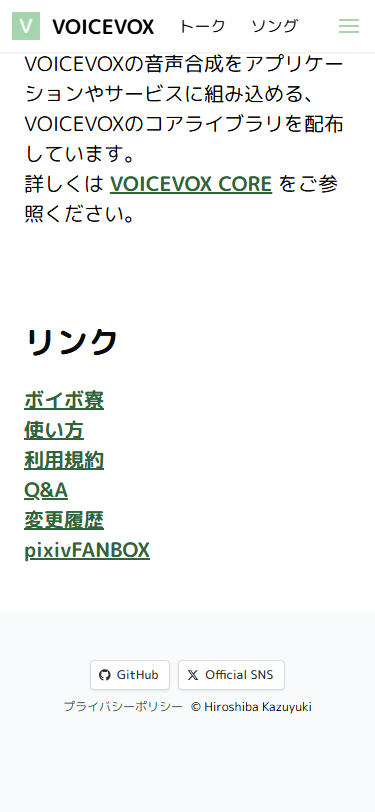 V VOICEVOX トーク ソング
VOICEVOXの音声合成をアプリケー
ションやサービスに組み込める、
VOICEVOXのコアライブラリを配布
しています。
詳しくは VOICEVOX CORE をご参
照ください。
リンク
ボイボ寮
使い方
利用規約
Q&A
変更履歴
pixivFANBOX
GitHub Official SNS
プライバシーポリシー © Hiroshiba Kazuyuki